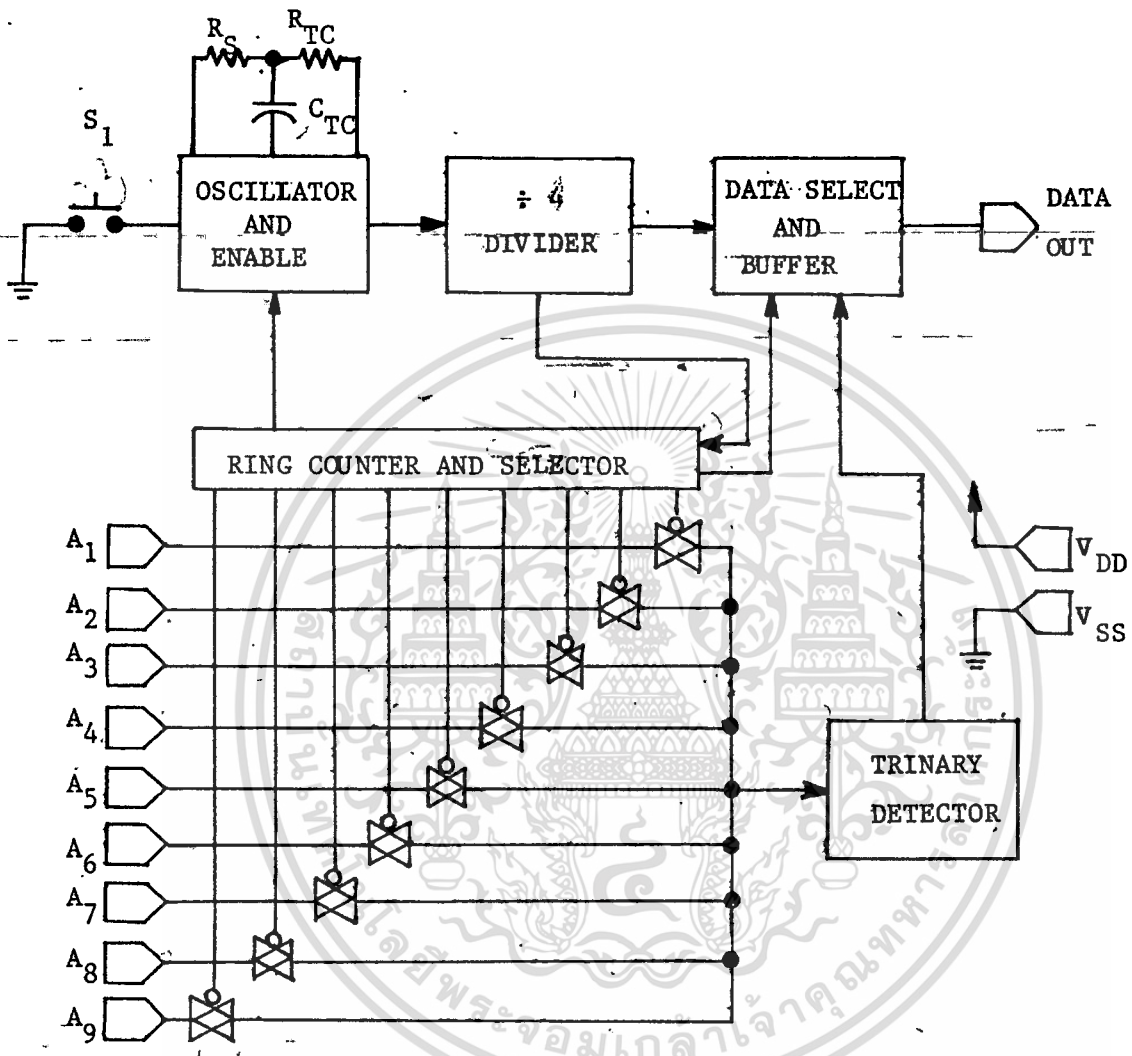 R_S R_TC
C_TC
S_1
OSCILLATOR
AND
ENABLE
÷ 4
DIVIDER
DATA SELECT
AND
BUFFER
DATA
OUT
RING COUNTER AND SELECTOR
A_1
A_2
A_3
A_4
A_5
A_6
A_7
A_8
A_9
V_DD
V_SS
TRINARY
DETECTOR